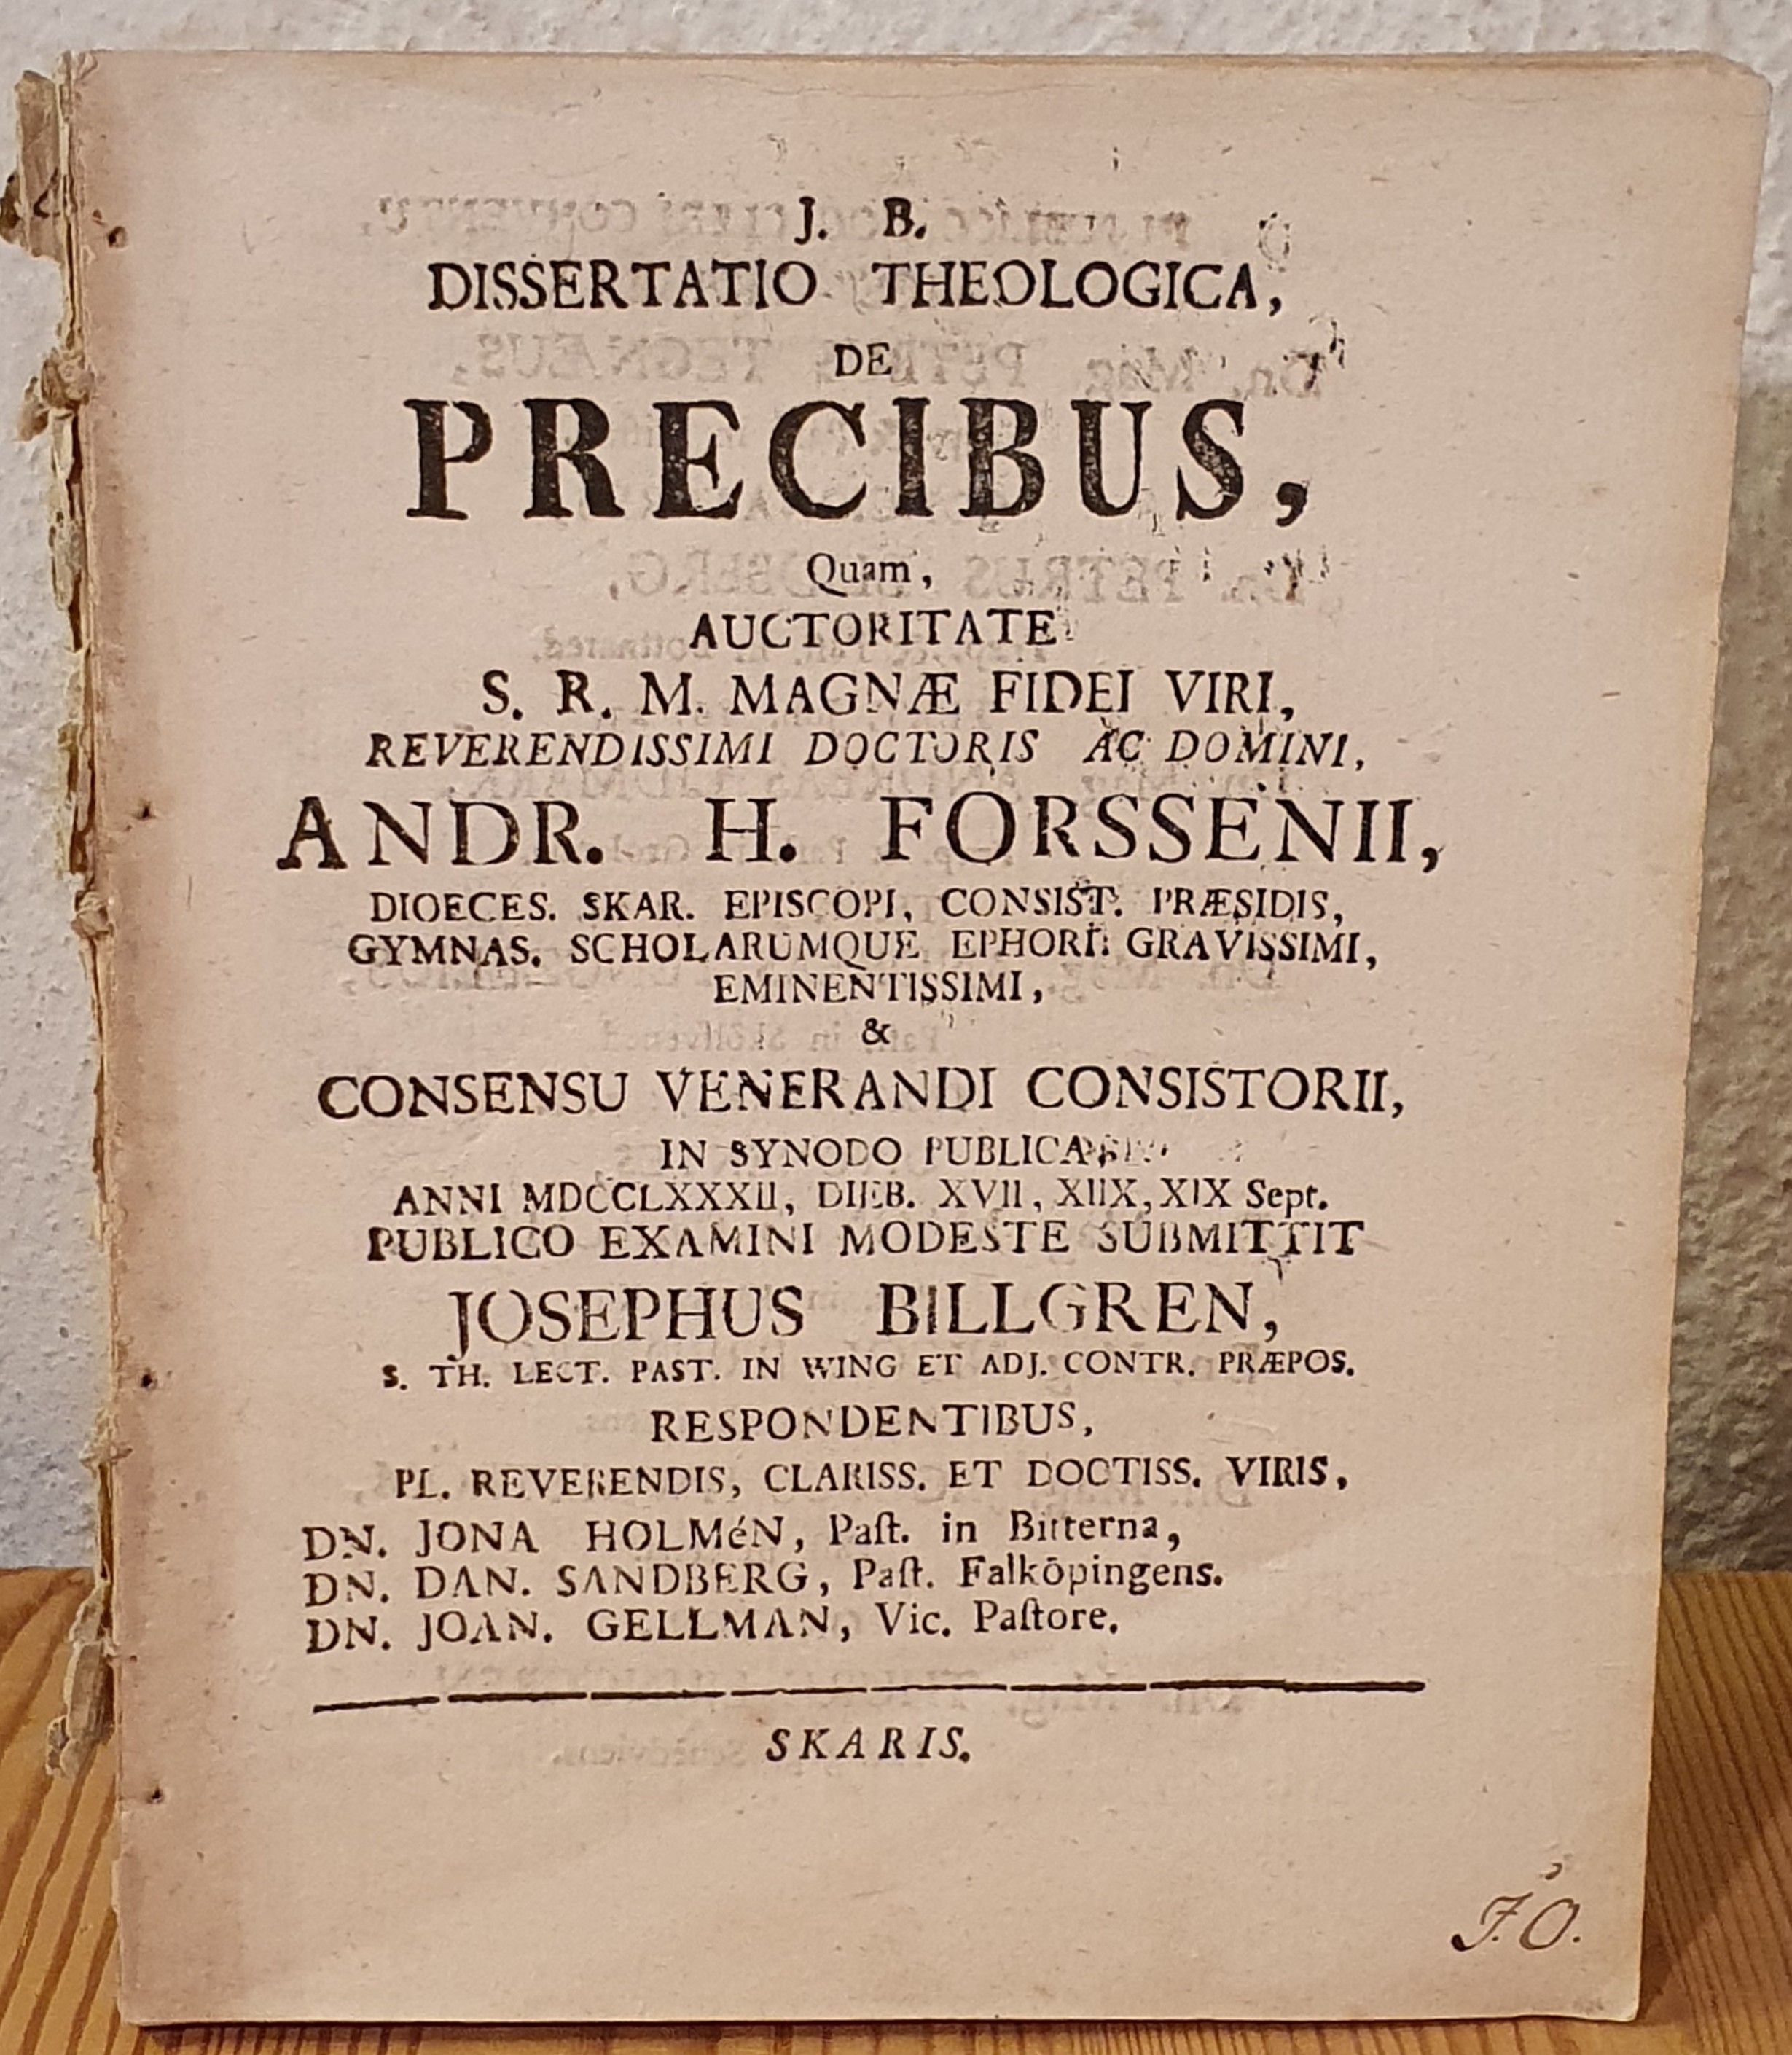 J. B.
DISSERTATIO THEOLOGICA,
DE
PRECIBUS,
Quam,
AUCTORITATE
S. R. M. MAGNÆ FIDEI VIRI,
REVERENDISSIMI DOCTORIS AC DOMINI,
ANDR. H. FORSSENII,
DIOECES. SKAR. EPISCOPI, CONSIST. PRÆSIDIS,
GYMNAS. SCHOLARUMQUE EPHORI GRAVISSIMI,
EMINENTISSIMI,
&
CONSENSU VENERANDI CONSISTORII,
IN SYNODO PUBLICA
ANNI MDCCLXXXII, DIEB. XVII, XIIX, XIX Sept.
PUBLICO EXAMINI MODESTE SUBMITTIT
JOSEPHUS BILLGREN,
S. TH. LECT. PAST. IN WING ET ADJ. CONTR. PRÆPOS.
RESPONDENTIBUS,
PL. REVERENDIS, CLARISS. ET DOCTISS. VIRIS,
DN. JONA HOLMéN, Paſt. in Bitterna,
DN. DAN. SANDBERG, Paſt. Falköpingens.
DN. JOAN. GELLMAN, Vic. Paſtore.
SKARIS.
J.O.